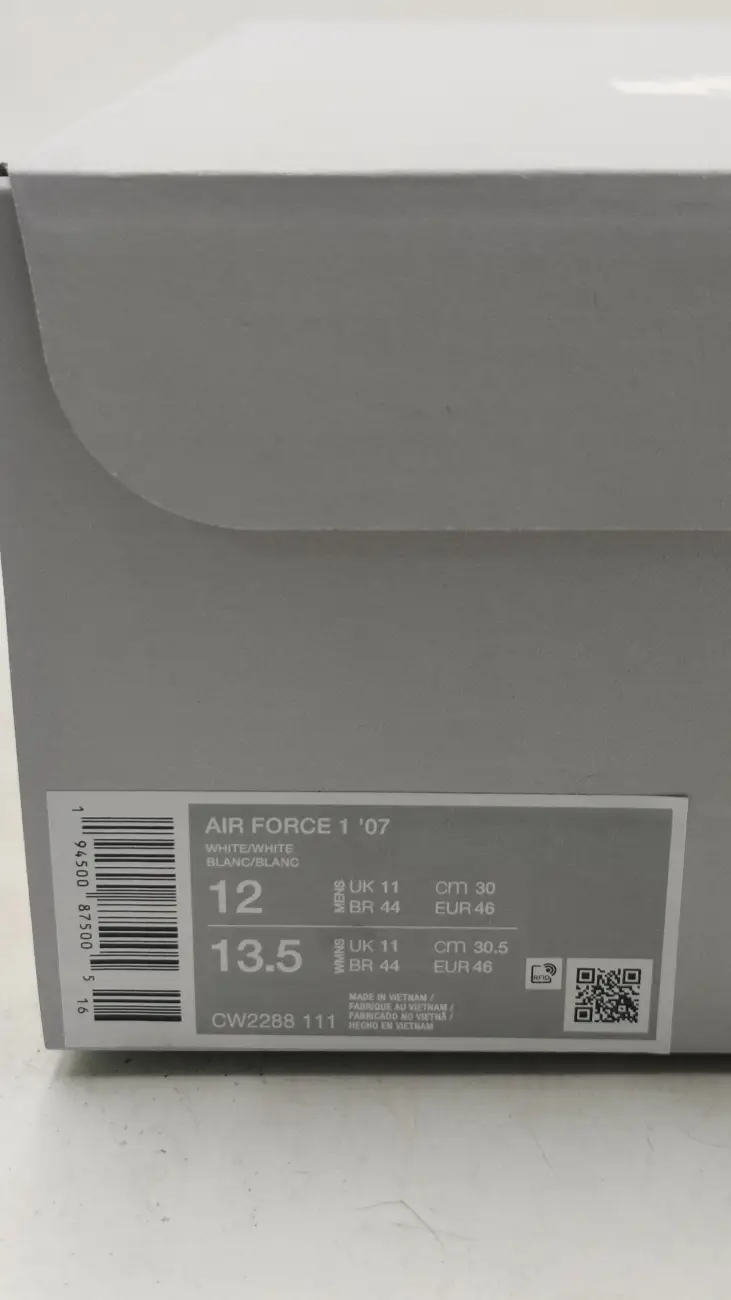 1 94500 87500 5 16
AIR FORCE 1 '07
WHITE/WHITE
BLANC/BLANC
12 MENS UK 11 cm 30
BR 44 EUR 46
13.5 WMNS UK 11 cm 30.5
BR 44 EUR 46
RFID
CW2288 111
MADE IN VIETNAM /
FABRIQUE AU VIETNAM /
FABRICADO NO VIETNÃ /
HECHO EN VIETNAM